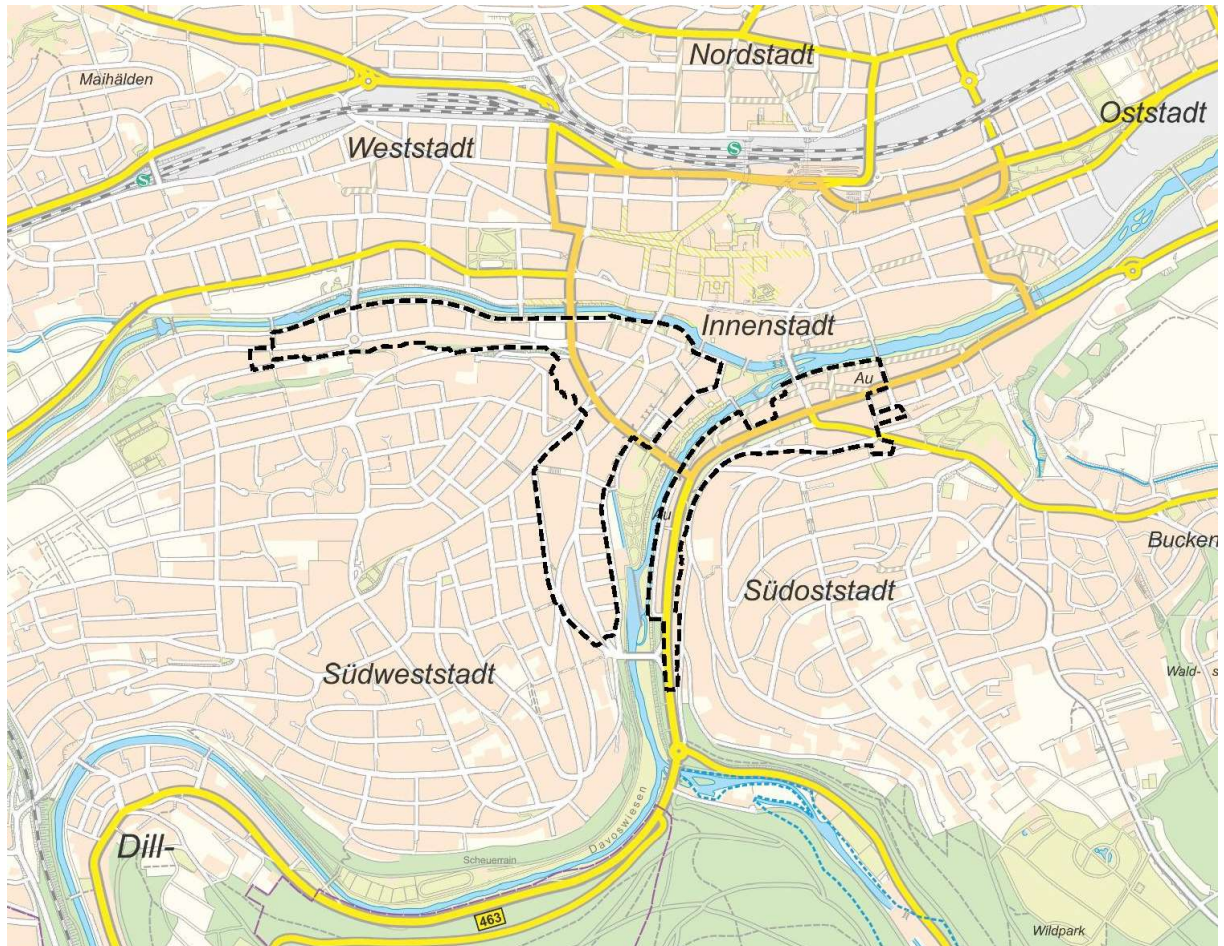 Nordstadt
Maihälden
Oststadt
Weststadt
S
S
Innenstadt
Au
Au
Bucken
Südoststadt
Südweststadt
Wald- s
Davoswiesen
Dill-
Scheuerrain
463
Wildpark